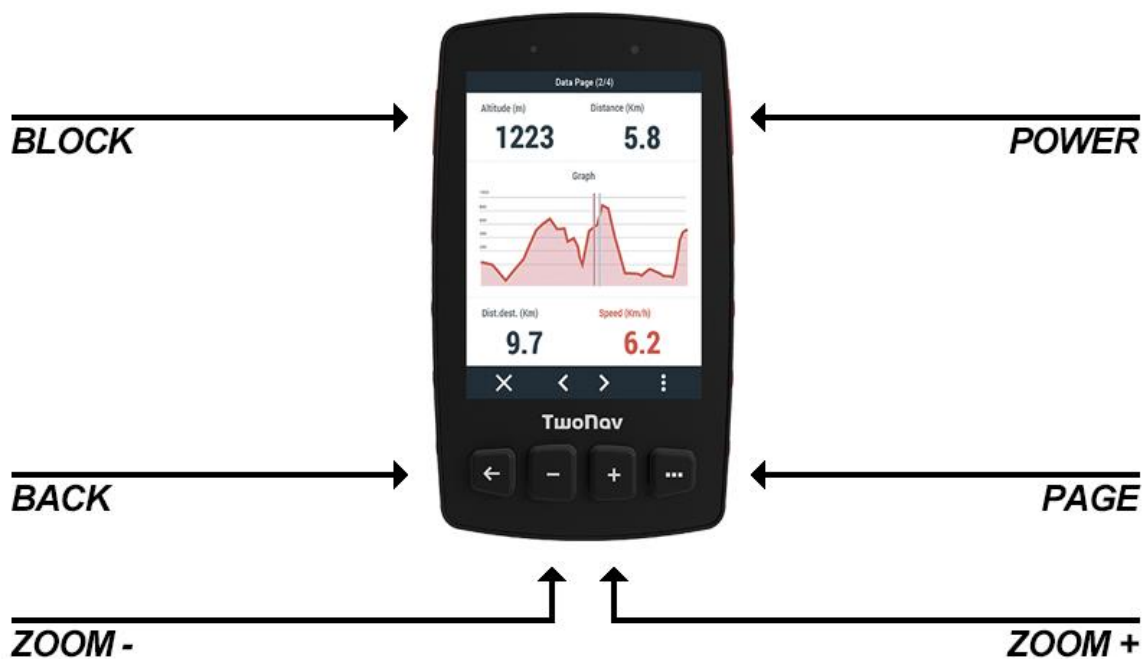 BLOCK
POWER
Data Page (2/4)
Altitude (m) Distance (Km)
1223 5.8
Graph
Dist.dest. (Km) Speed (Km/h)
9.7 6.2
TwoNav
BACK
PAGE
ZOOM -
ZOOM +